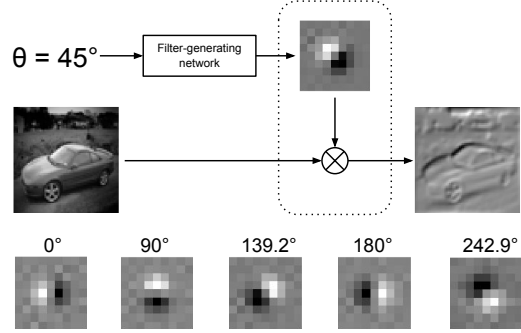 θ = 45°
Filter-generating
network
0° 90° 139.2° 180° 242.9°